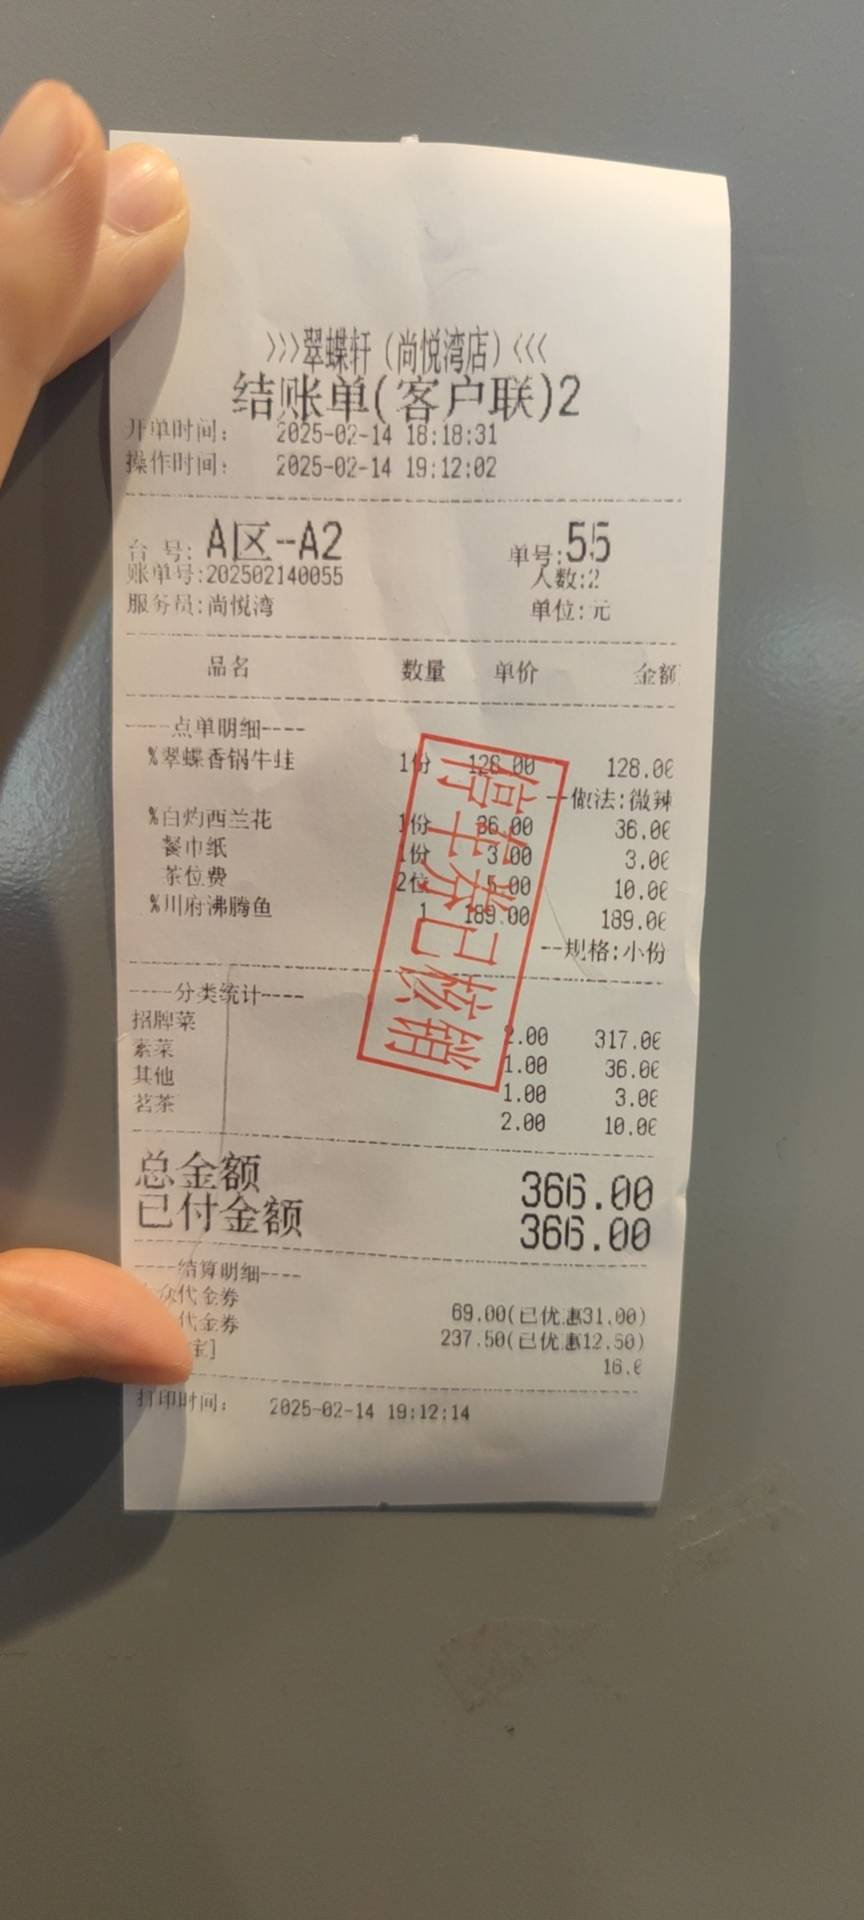 >>>翠蝶轩（尚悦湾店）<<<
结账单(客户联)2
开单时间： 2025-02-14 18:18:31
操作时间： 2025-02-14 19:12:02
台 号: A区-A2 单号:55
账单号:202502140055 人数:2
服务员:尚悦湾 单位:元
品名 数量 单价 金额
----点单明细----
%翠蝶香锅牛蛙 1份 128.00 128.00
--做法:微辣
%白灼西兰花 1份 36.00 36.00
餐巾纸 1份 3.00 3.00
茶位费 2位 5.00 10.00
%川府沸腾鱼 1 189.00 189.00
--规格:小份
----分类统计----
招牌菜 2.00 317.00
素菜 1.00 36.00
其他 1.00 3.00
茗茶 2.00 10.00
总金额 366.00
已付金额 366.00
----结算明细----
众代金券 69.00(已优惠31.00)
代金券 237.50(已优惠12.50)
宝] 16.0
打印时间： 2025-02-14 19:12:14
停车券已核销